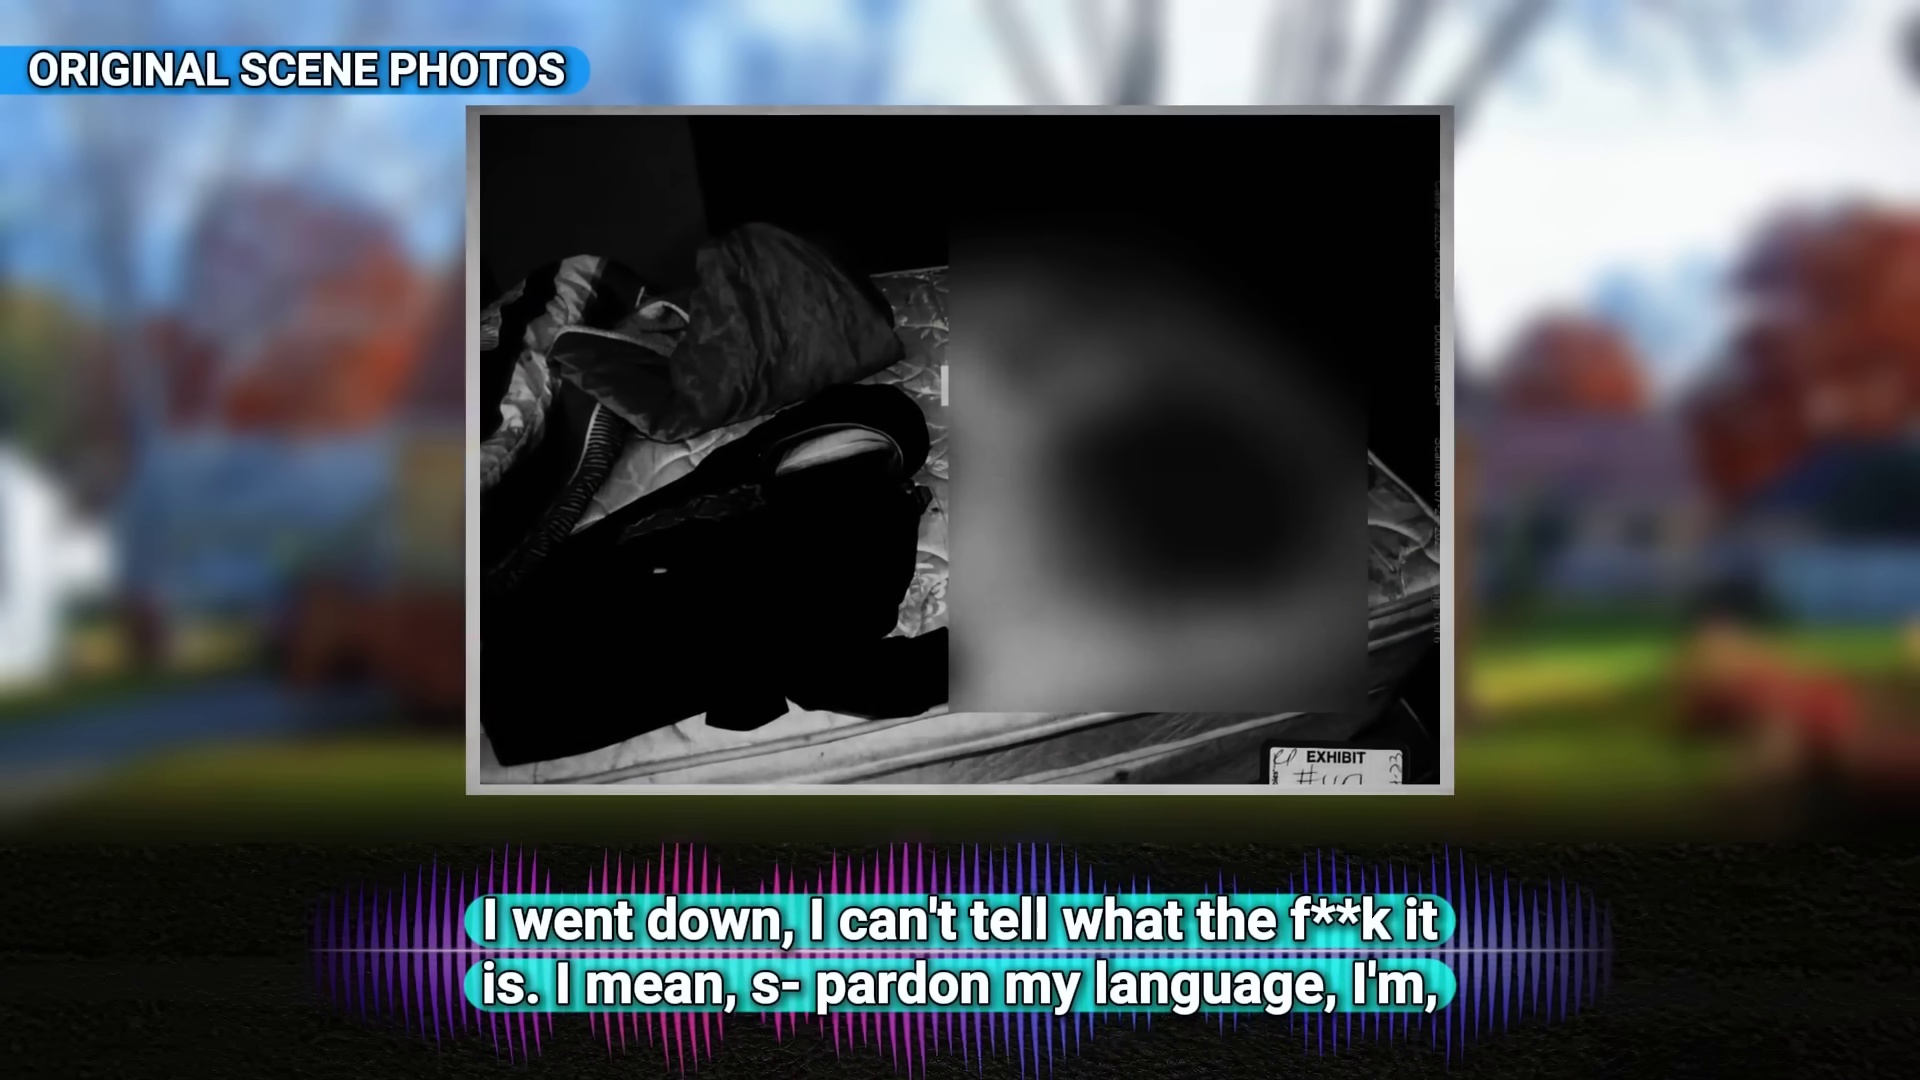 ORIGINAL SCENE PHOTOS
EXHIBIT
I went down, I can't tell what the f**k it
is. I mean, s- pardon my language, I'm,